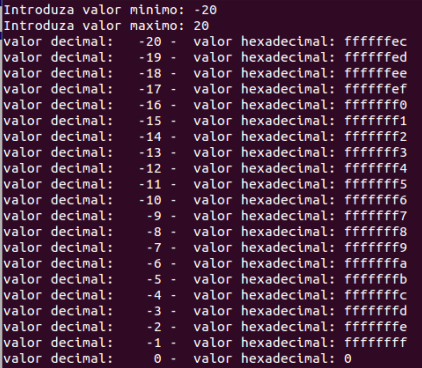 Introduza valor minimo: -20
Introduza valor maximo: 20
valor decimal:   -20 -  valor hexadecimal: ffffffec
valor decimal:   -19 -  valor hexadecimal: ffffffed
valor decimal:   -18 -  valor hexadecimal: ffffffee
valor decimal:   -17 -  valor hexadecimal: ffffffef
valor decimal:   -16 -  valor hexadecimal: fffffff0
valor decimal:   -15 -  valor hexadecimal: fffffff1
valor decimal:   -14 -  valor hexadecimal: fffffff2
valor decimal:   -13 -  valor hexadecimal: fffffff3
valor decimal:   -12 -  valor hexadecimal: fffffff4
valor decimal:   -11 -  valor hexadecimal: fffffff5
valor decimal:   -10 -  valor hexadecimal: fffffff6
valor decimal:    -9 -  valor hexadecimal: fffffff7
valor decimal:    -8 -  valor hexadecimal: fffffff8
valor decimal:    -7 -  valor hexadecimal: fffffff9
valor decimal:    -6 -  valor hexadecimal: fffffffa
valor decimal:    -5 -  valor hexadecimal: fffffffb
valor decimal:    -4 -  valor hexadecimal: fffffffc
valor decimal:    -3 -  valor hexadecimal: fffffffd
valor decimal:    -2 -  valor hexadecimal: fffffffe
valor decimal:    -1 -  valor hexadecimal: ffffffff
valor decimal:     0 -  valor hexadecimal: 0